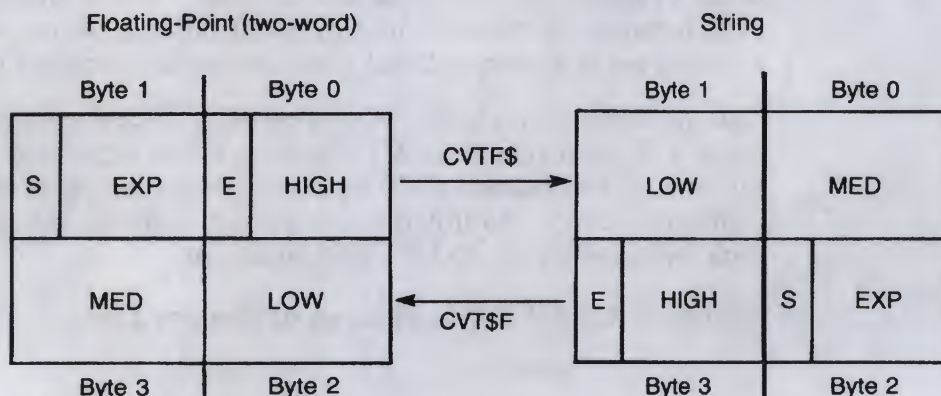 Floating-Point (two-word) String
Byte 1 Byte 0 Byte 1 Byte 0
S EXP E HIGH CVTF$ LOW MED
MED LOW CVT$F E HIGH S EXP
Byte 3 Byte 2 Byte 3 Byte 2